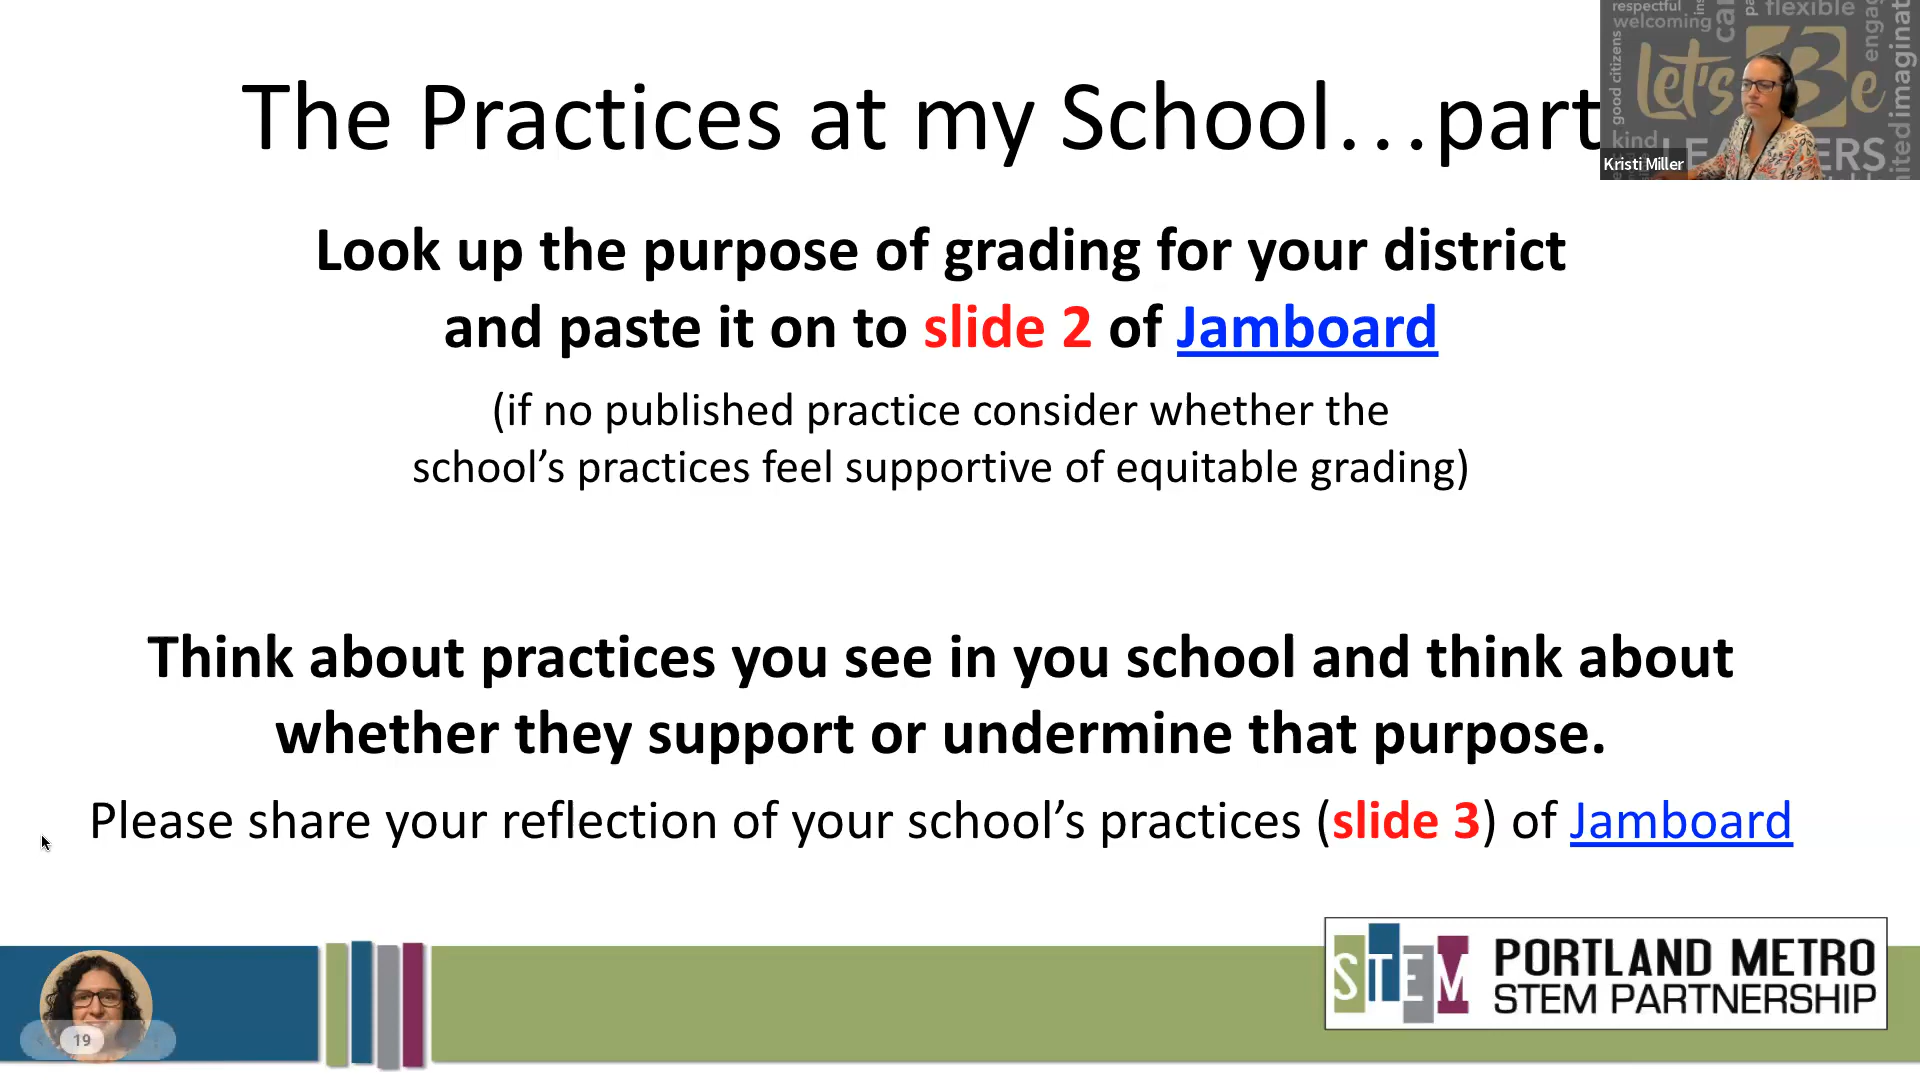 The Practices at my School…part
Look up the purpose of grading for your district
and paste it on to slide 2 of Jamboard
(if no published practice consider whether the
school’s practices feel supportive of equitable grading)
Think about practices you see in you school and think about
whether they support or undermine that purpose.
Please share your reflection of your school’s practices (slide 3) of Jamboard
respectful
welcoming
flexible
good citizens
Let's Be
kind
Kristi Miller
19
STEM
PORTLAND METRO
STEM PARTNERSHIP